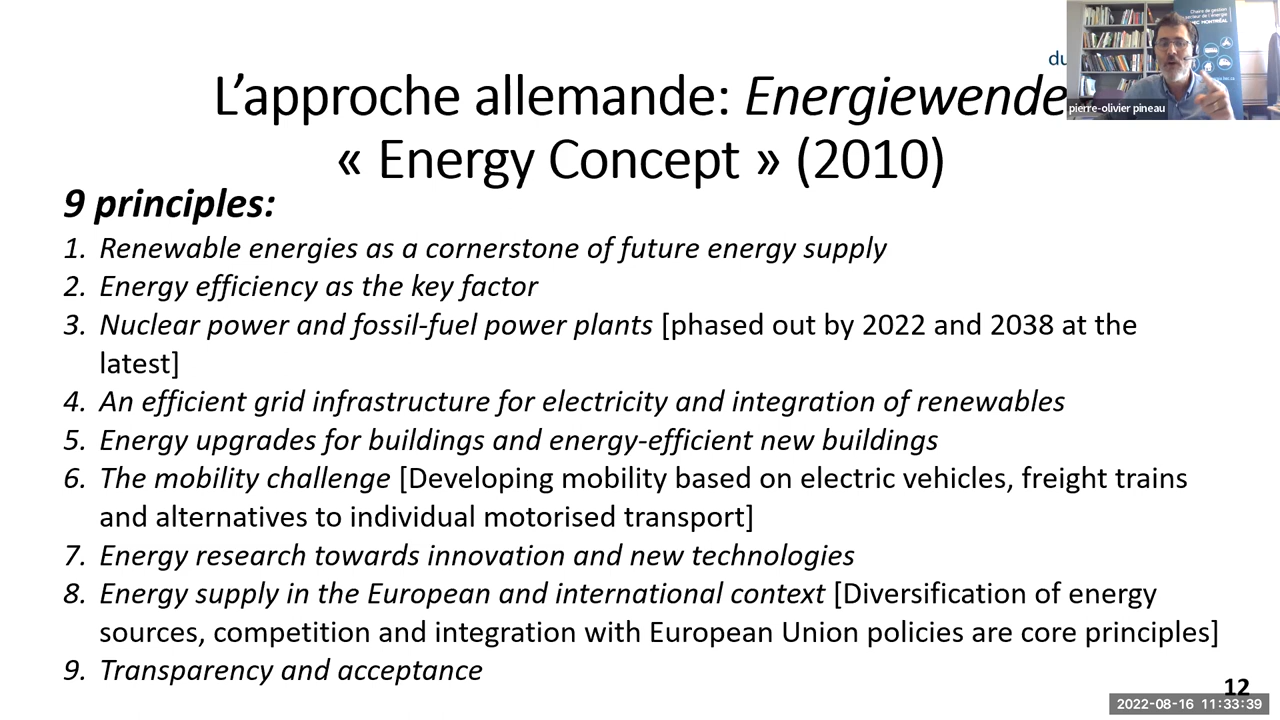 Chaire de gestion
du
L'approche allemande: Energiewende
« Energy Concept » (2010)
pierre-olivier pineau
9 principles:
1. Renewable energies as a cornerstone of future energy supply
2. Energy efficiency as the key factor
3. Nuclear power and fossil-fuel power plants [phased out by 2022 and 2038 at the
latest]
4. An efficient grid infrastructure for electricity and integration of renewables
5. Energy upgrades for buildings and energy-efficient new buildings
6. The mobility challenge [Developing mobility based on electric vehicles, freight trains
and alternatives to individual motorised transport]
7. Energy research towards innovation and new technologies
8. Energy supply in the European and international context [Diversification of energy
sources, competition and integration with European Union policies are core principles]
9. Transparency and acceptance
12
2022-08-16 11:33:39